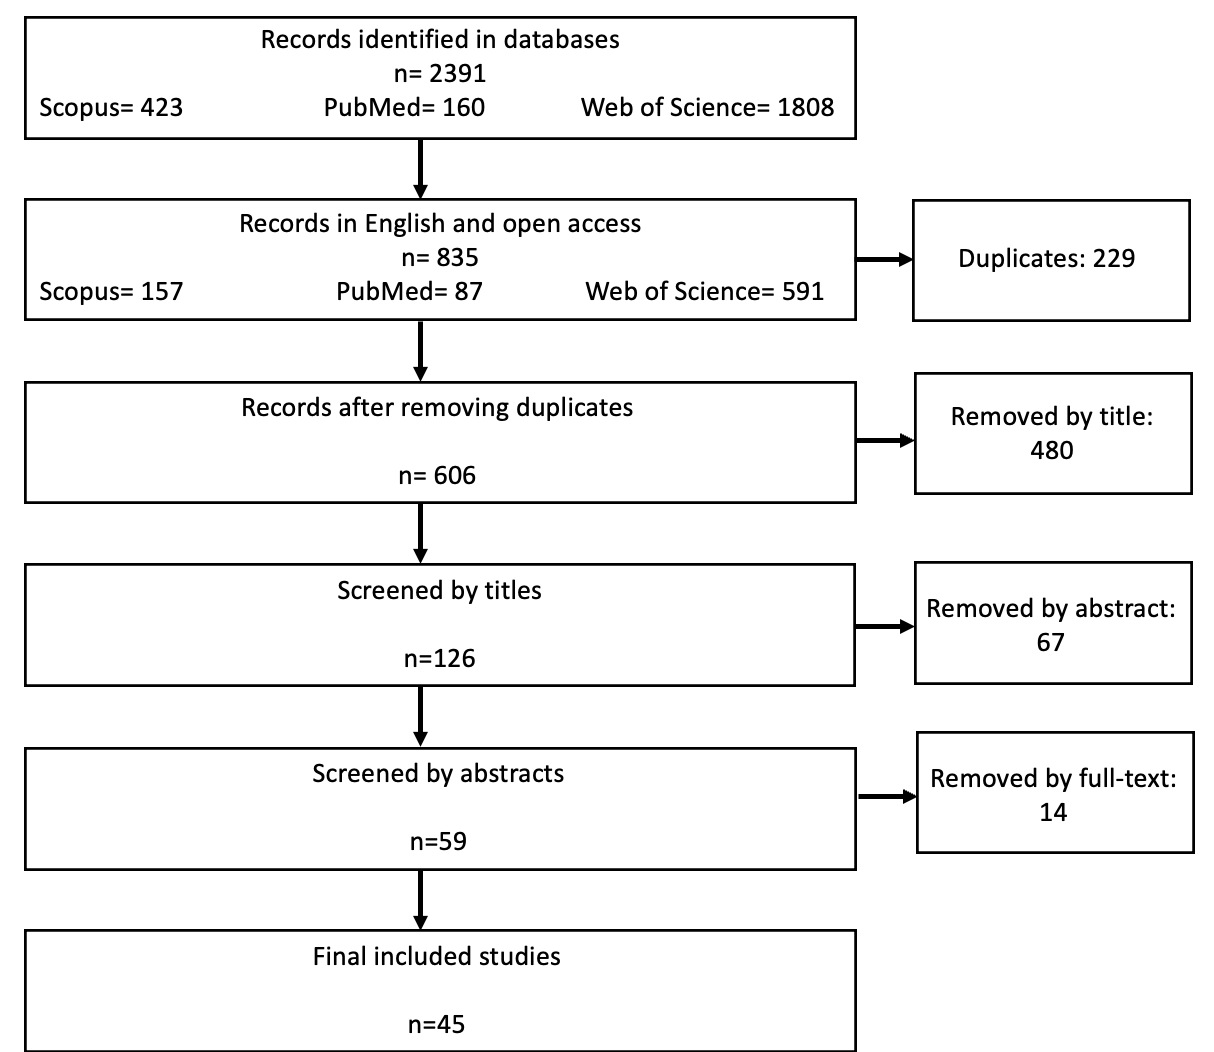 Records identified in databases
n= 2391
Scopus= 423 PubMed= 160 Web of Science= 1808
Records in English and open access
n= 835
Scopus= 157 PubMed= 87 Web of Science= 591
Duplicates: 229
Records after removing duplicates
n= 606
Removed by title:
480
Screened by titles
n=126
Removed by abstract:
67
Screened by abstracts
n=59
Removed by full-text:
14
Final included studies
n=45